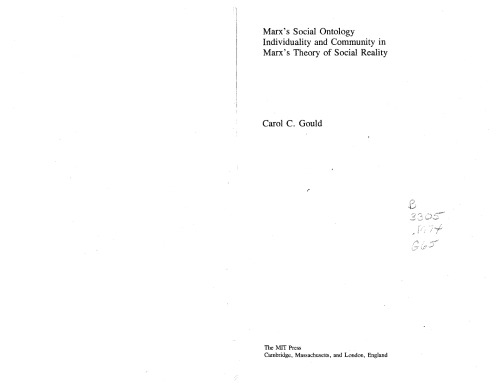 Marx's Social Ontology
Individuality and Community in
Marx's Theory of Social Reality
Carol C. Gould
B
3305
.M74
G65
The MIT Press
Cambridge, Massachusetts, and London, England